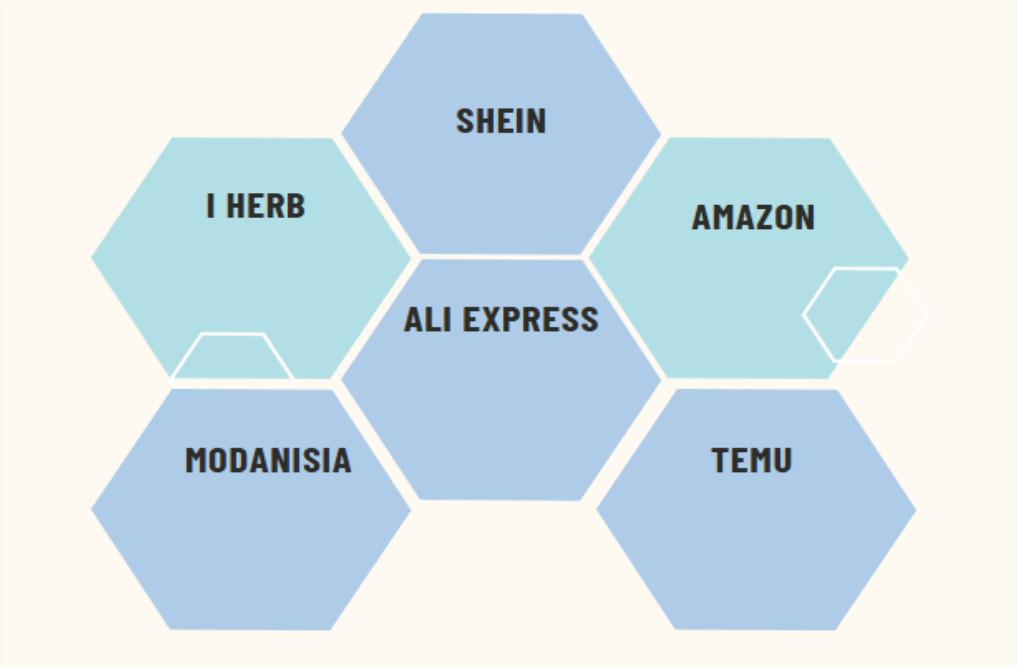 SHEIN
I HERB
AMAZON
ALI EXPRESS
MODANISIA
TEMU